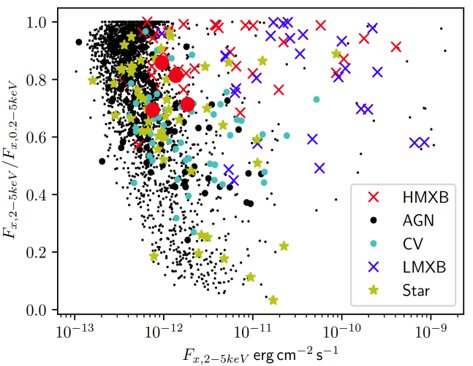 1.0
0.8
0.6
0.4
0.2
0.0
F_{x,2-5keV}/F_{x,0.2-5keV}
HMXB
AGN
CV
LMXB
Star
10^{-13} 10^{-12} 10^{-11} 10^{-10} 10^{-9}
F_{x,2-5keV} erg cm^{-2} s^{-1}